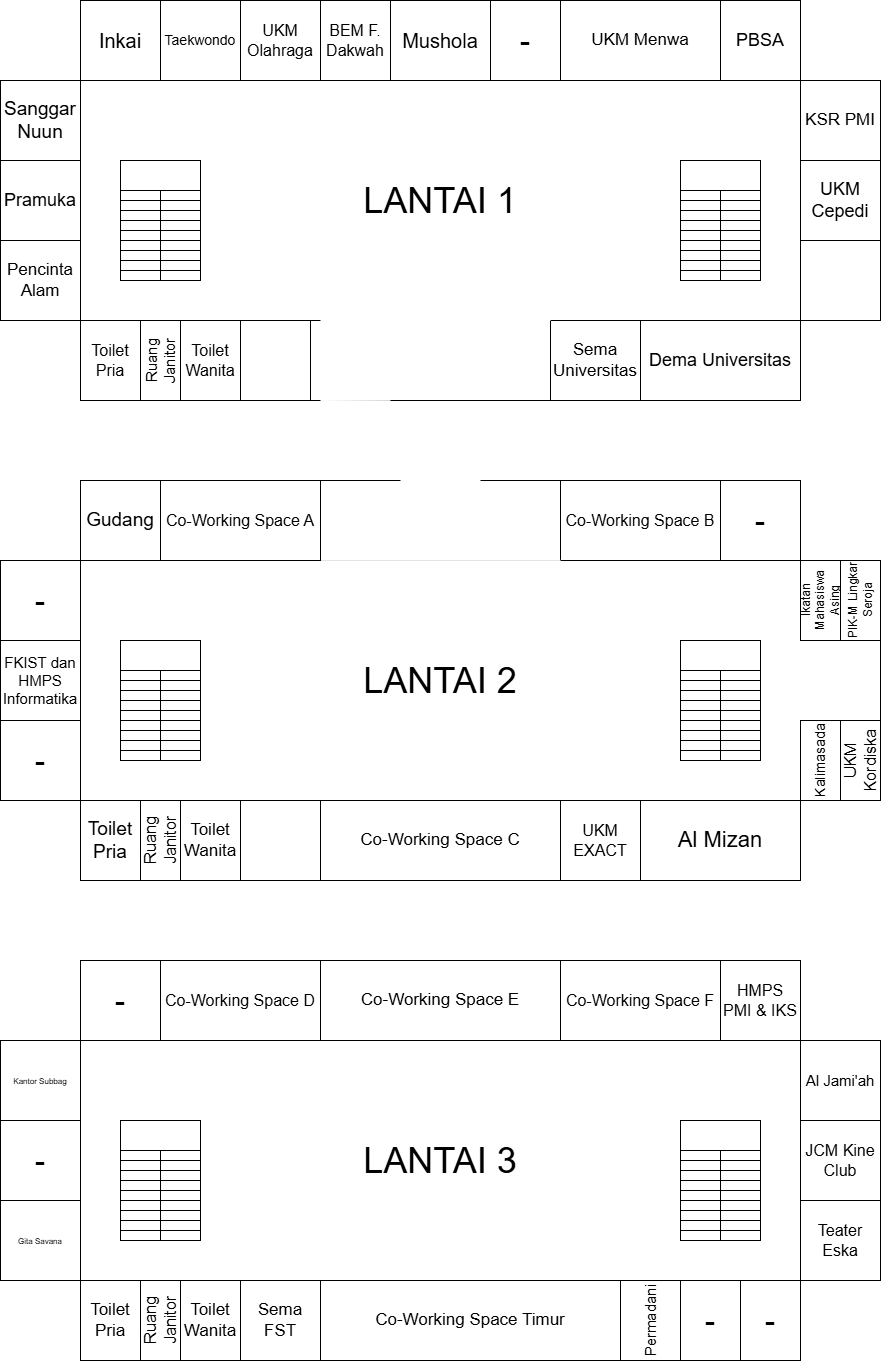 Inkai
Taekwondo
UKM
Olahraga
BEM F.
Dakwah
Mushola
-
UKM Menwa
PBSA
Sanggar
Nuun
KSR PMI
Pramuka
LANTAI 1
UKM
Cepedi
Pencinta
Alam
Toilet
Pria
Ruang
Janitor
Toilet
Wanita
Sema
Universitas
Dema Universitas
Gudang
Co-Working Space A
Co-Working Space B
-
-
Ikatan
Mahasiswa
Asing
PIK-M Lingkar
Seroja
FKIST dan
HMPS
Informatika
LANTAI 2
-
Kalimasada
UKM
Kordiska
Toilet
Pria
Ruang
Janitor
Toilet
Wanita
Co-Working Space C
UKM
EXACT
Al Mizan
-
Co-Working Space D
Co-Working Space E
Co-Working Space F
HMPS
PMI & IKS
Kantor Subbag
Al Jami'ah
-
LANTAI 3
JCM Kine
Club
Gita Savana
Teater
Eska
Toilet
Pria
Ruang
Janitor
Toilet
Wanita
Sema
FST
Co-Working Space Timur
Permadani
-
-